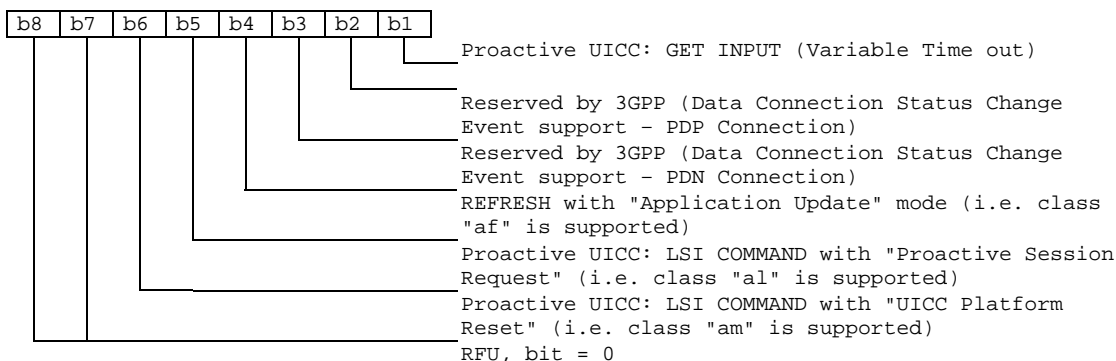 b8 b7 b6 b5 b4 b3 b2 b1
Proactive UICC: GET INPUT (Variable Time out)
Reserved by 3GPP (Data Connection Status Change
Event support – PDP Connection)
Reserved by 3GPP (Data Connection Status Change
Event support – PDN Connection)
REFRESH with "Application Update" mode (i.e. class
"af" is supported)
Proactive UICC: LSI COMMAND with "Proactive Session
Request" (i.e. class "al" is supported)
Proactive UICC: LSI COMMAND with "UICC Platform
Reset" (i.e. class "am" is supported)
RFU, bit = 0